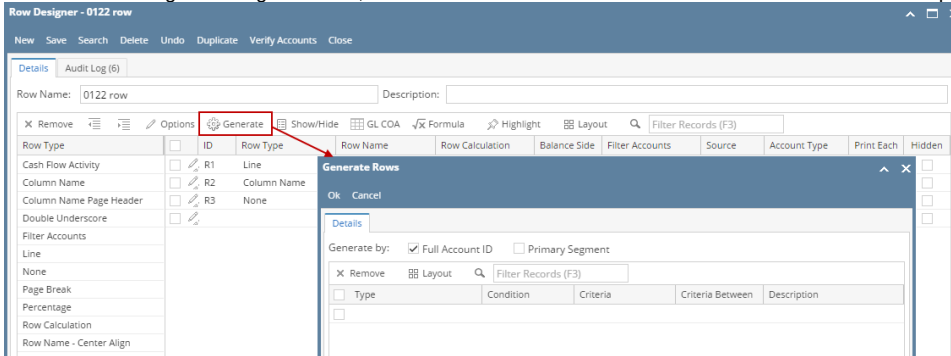 Row Designer - 0122 row
New Save Search Delete Undo Duplicate Verify Accounts Close
Details Audit Log (6)
Row Name: 0122 row Description:
Remove Options Generate Show/Hide GL COA Formula Highlight Layout Filter Records (F3)
Row Type ID Row Type Row Name Row Calculation Balance Side Filter Accounts Source Account Type Print Each Hidden
Cash Flow Activity R1 Line
Column Name R2 Column Name
Column Name Page Header R3 None
Double Underscore
Filter Accounts
Line
None
Page Break
Percentage
Row Calculation
Row Name - Center Align
Generate Rows
Ok Cancel
Details
Generate by: Full Account ID Primary Segment
Remove Layout Filter Records (F3)
Type Condition Criteria Criteria Between Description